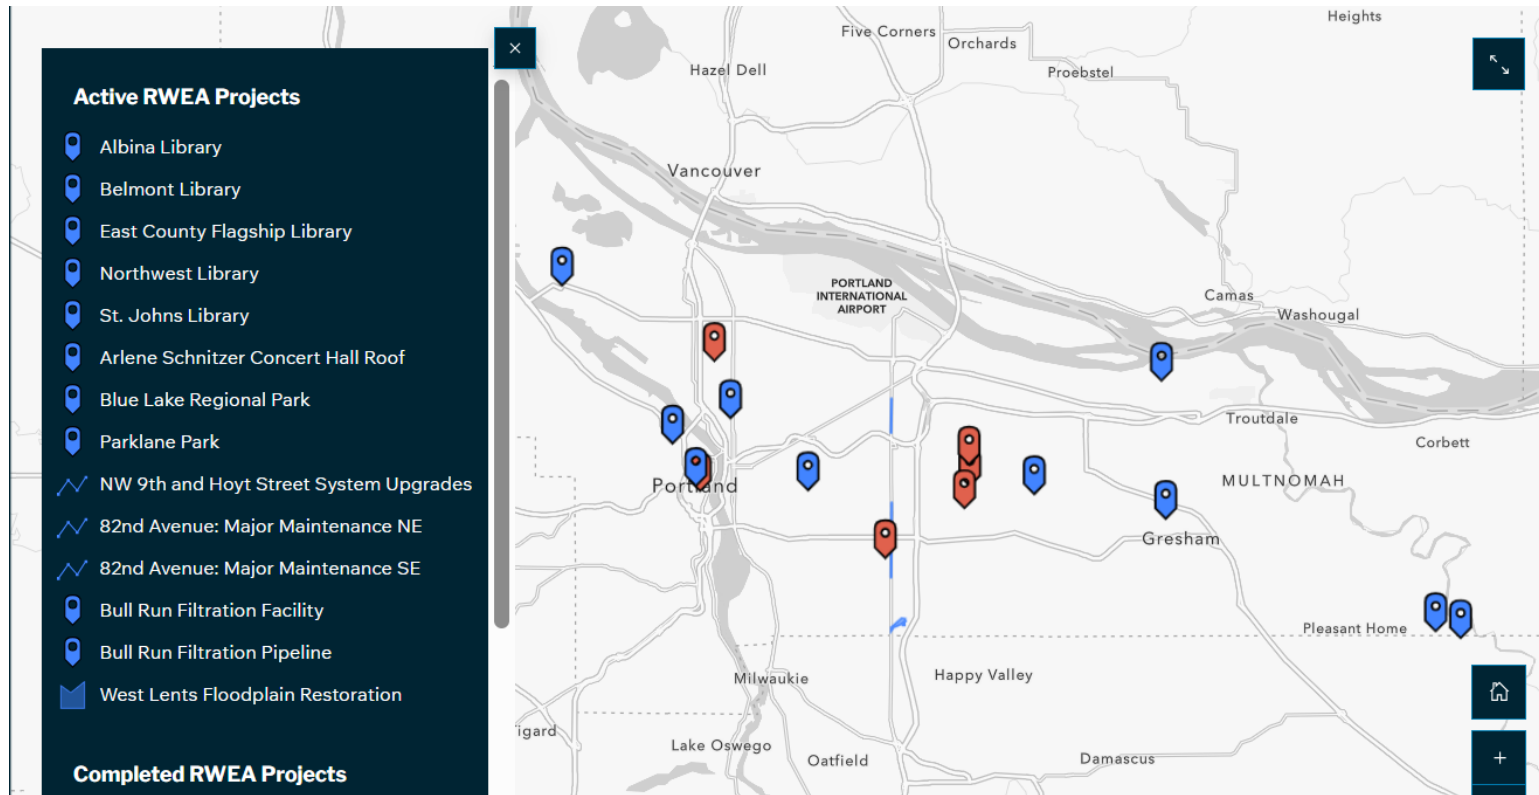 Active RWEA Projects
Albina Library
Belmont Library
East County Flagship Library
Northwest Library
St. Johns Library
Arlene Schnitzer Concert Hall Roof
Blue Lake Regional Park
Parklane Park
NW 9th and Hoyt Street System Upgrades
82nd Avenue: Major Maintenance NE
82nd Avenue: Major Maintenance SE
Bull Run Filtration Facility
Bull Run Filtration Pipeline
West Lents Floodplain Restoration
Completed RWEA Projects
Heights
Five Corners
Orchards
Hazel Dell
Proebstel
Vancouver
PORTLAND
INTERNATIONAL
AIRPORT
Camas
Washougal
Troutdale
Corbett
Portland
MULTNOMAH
Gresham
Pleasant Home
Milwaukie
Happy Valley
igard
Lake Oswego
Oatfield
Damascus